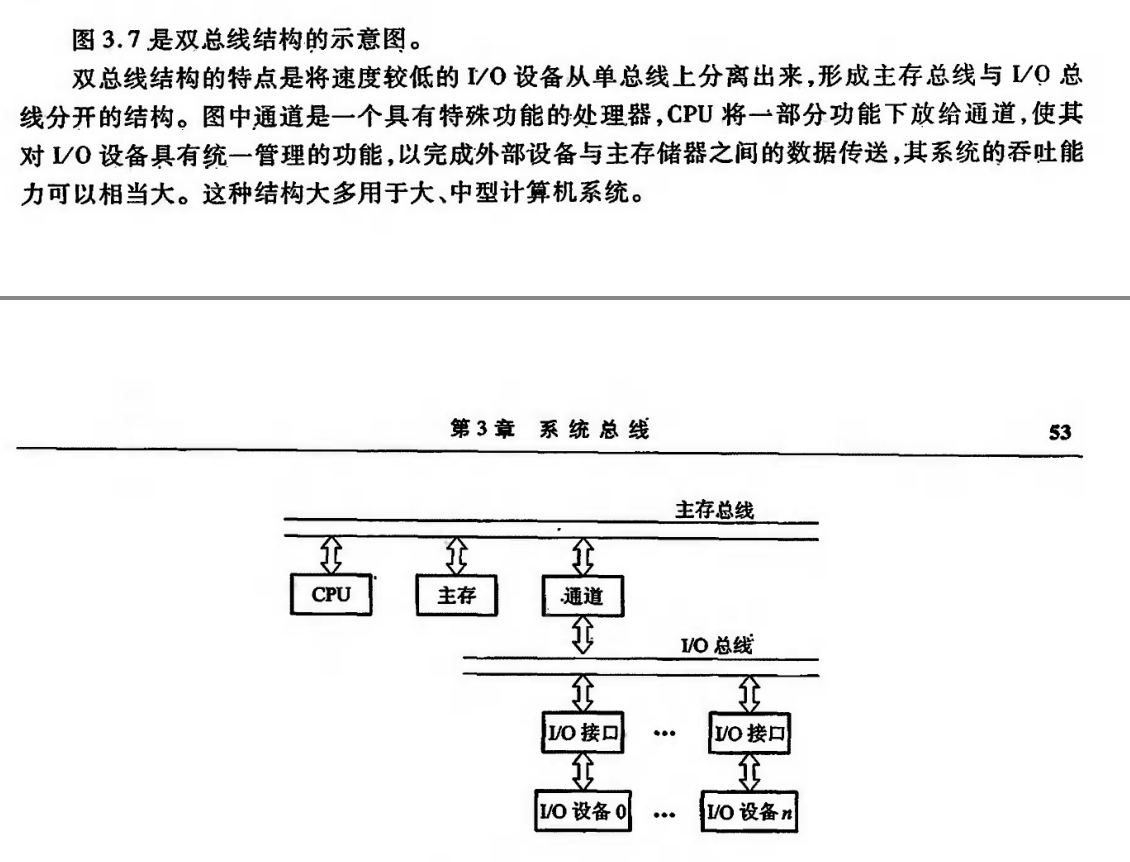 图 3.7 是双总线结构的示意图。
双总线结构的特点是将速度较低的 I/O 设备从单总线上分离出来,形成主存总线与 I/O 总
线分开的结构。图中通道是一个具有特殊功能的处理器,CPU 将一部分功能下放给通道,使其
对 I/O 设备具有统一管理的功能,以完成外部设备与主存储器之间的数据传送,其系统的吞吐能
力可以相当大。这种结构大多用于大、中型计算机系统。
第 3 章 系 统 总 线 53
主存总线
CPU 主存 通道
I/O 总线
I/O 接口 ··· I/O 接口
I/O 设备 0 ··· I/O 设备 n